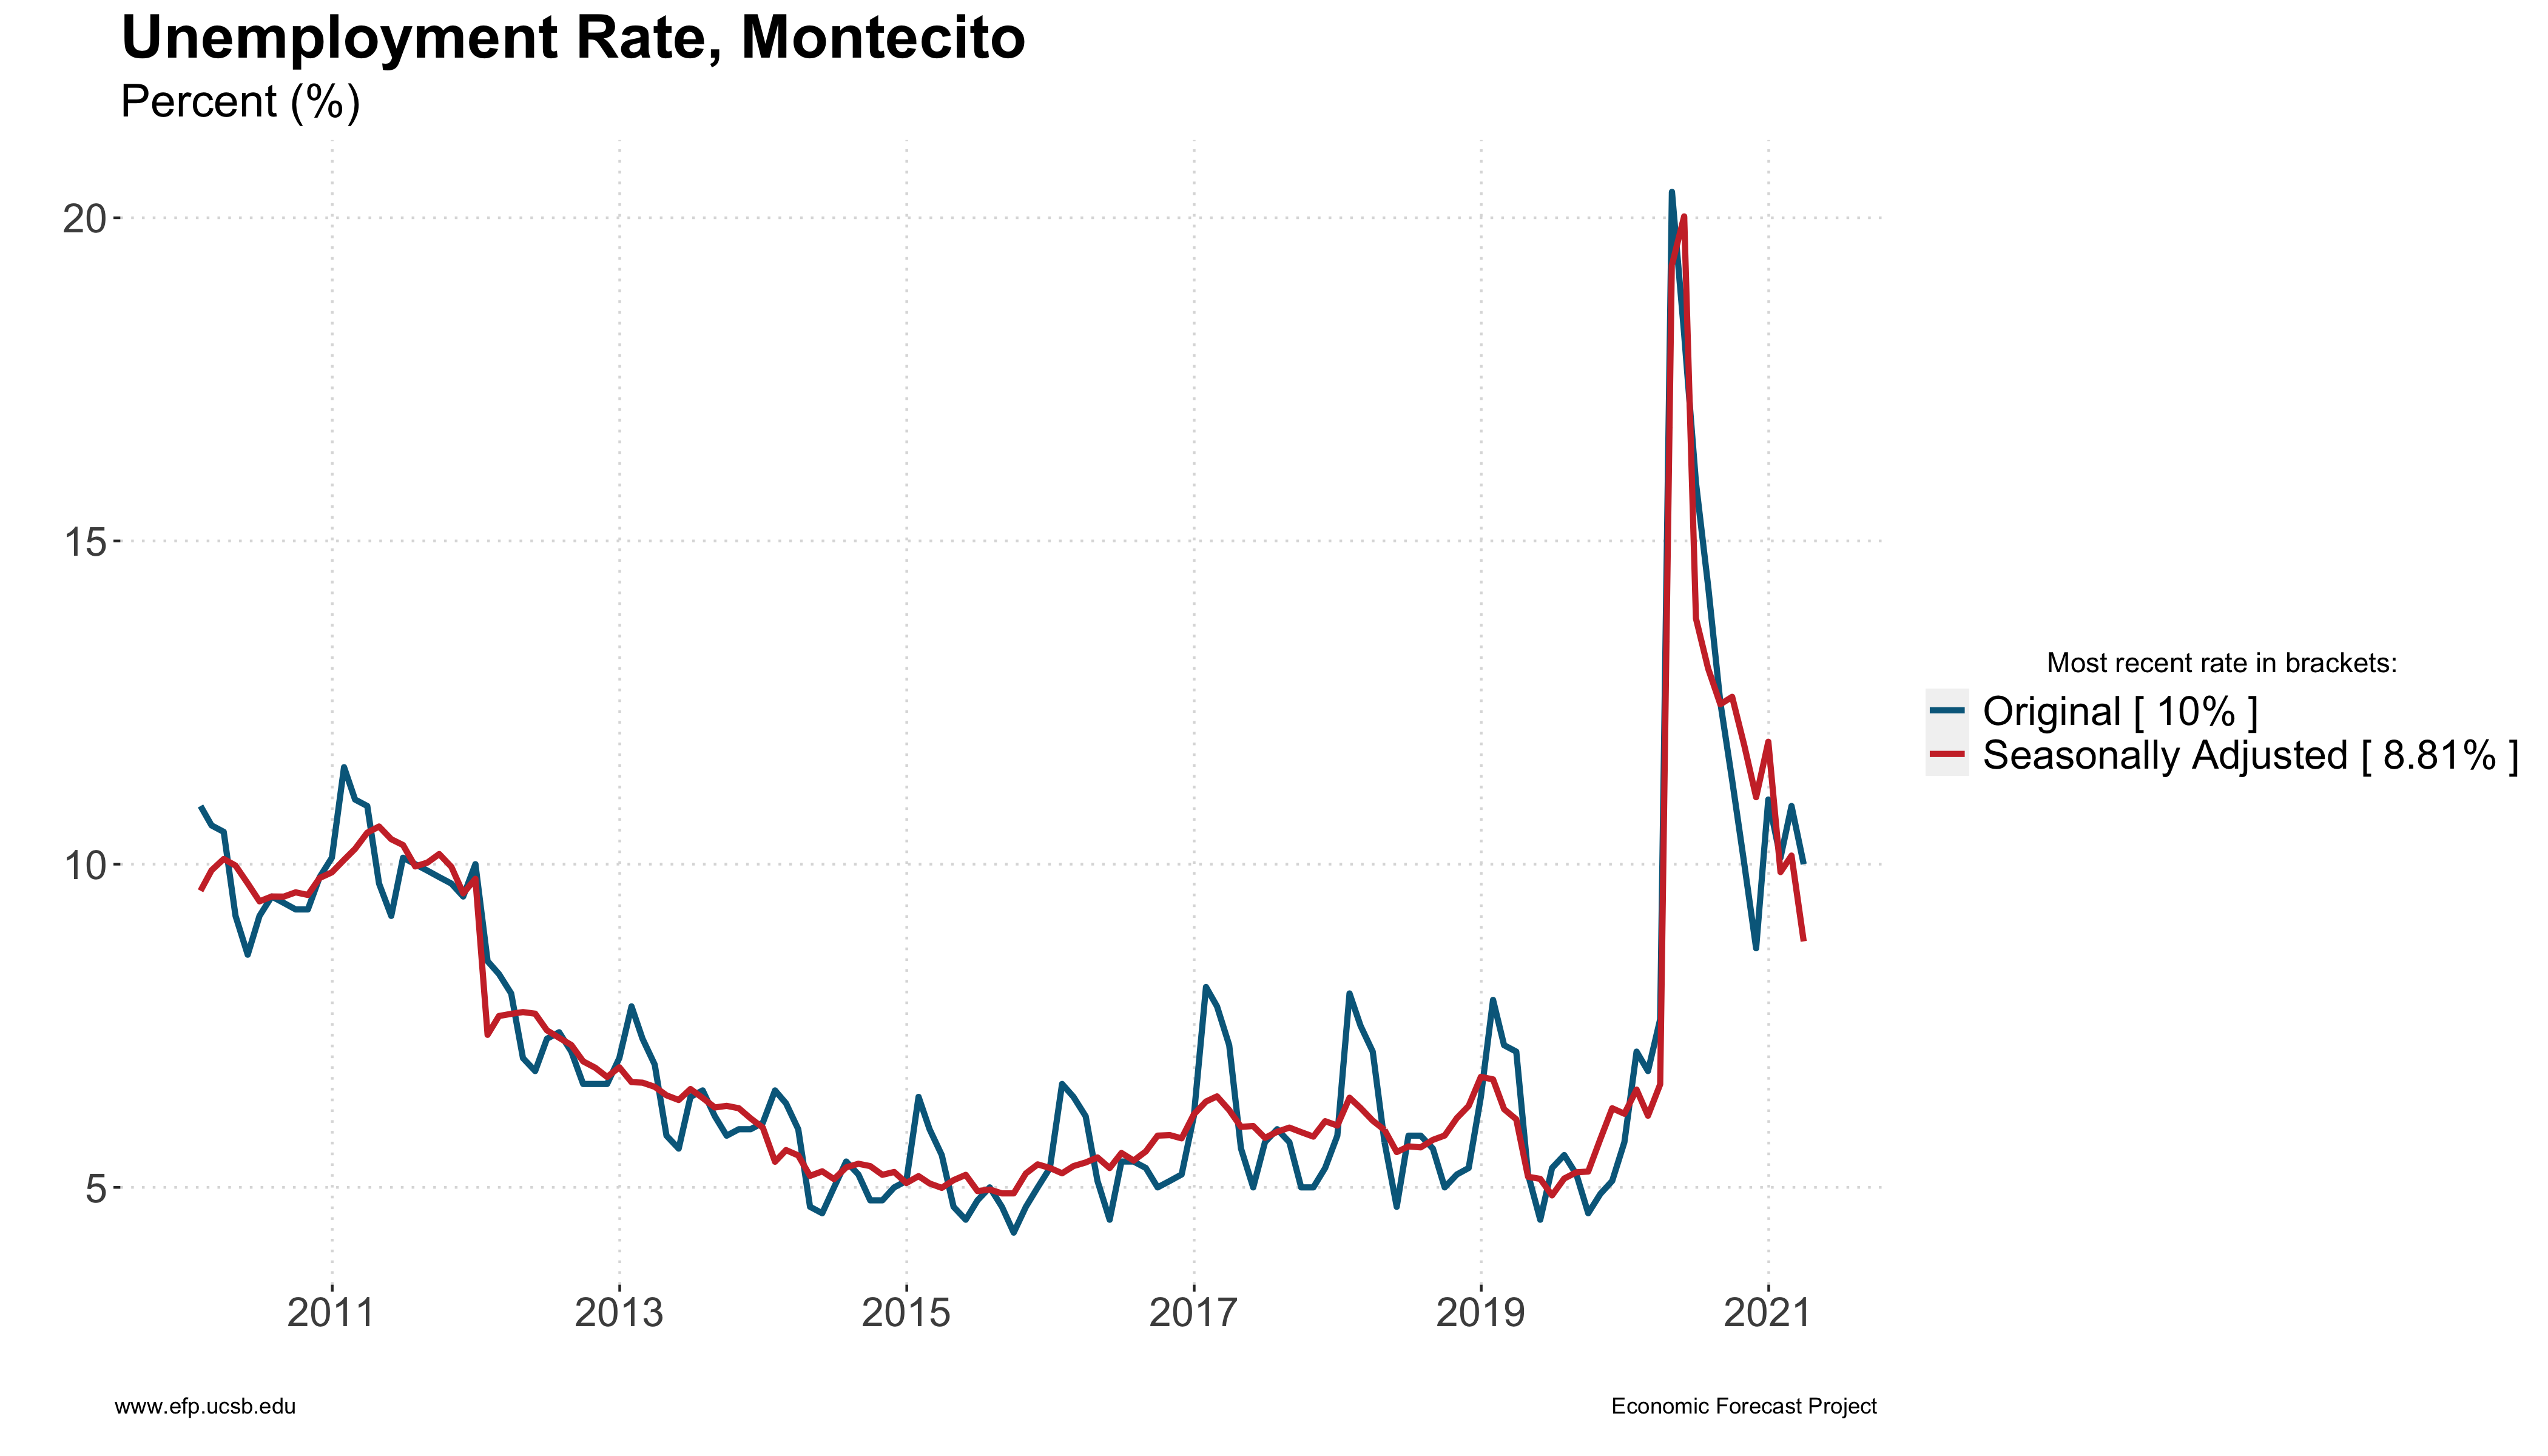 Unemployment Rate, Montecito
Percent (%)
20
15
10
5
2011
2013
2015
2017
2019
2021
Most recent rate in brackets:
Original [ 10% ]
Seasonally Adjusted [ 8.81% ]
www.efp.ucsb.edu
Economic Forecast Project